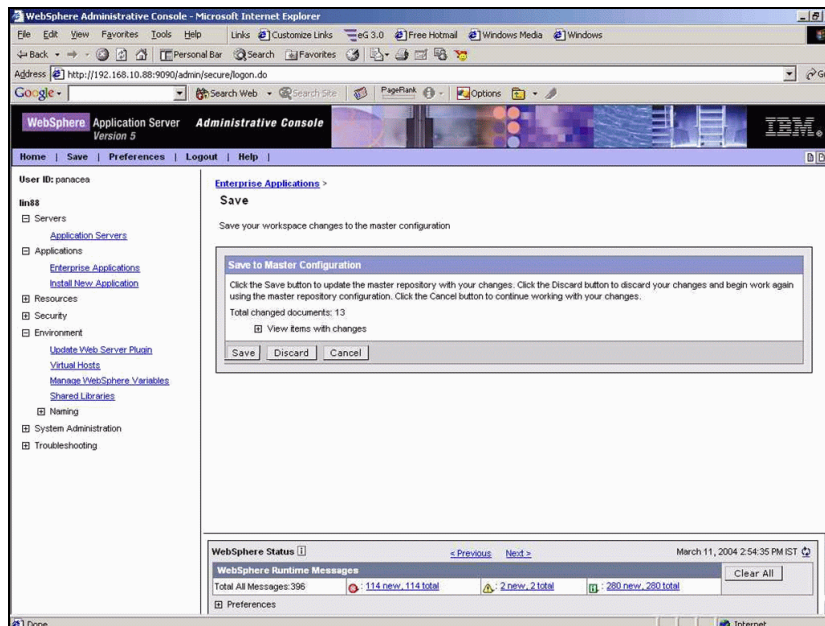 WebSphere Administrative Console - Microsoft Internet Explorer
File Edit View Favorites Tools Help Links Customize Links eG 3.0 Free Hotmail Windows Media Windows
Back Personal Bar Search Favorites
Address http://192.168.10.88:9090/admin/secure/logon.do
Google Search Web Search Site PageRank Options
WebSphere Application Server Administrative Console
Version 5
IBM
Home | Save | Preferences | Logout | Help |
User ID: panacea
lin88
Servers
Application Servers
Applications
Enterprise Applications
Install New Application
Resources
Security
Environment
Update Web Server Plugin
Virtual Hosts
Manage WebSphere Variables
Shared Libraries
Naming
System Administration
Troubleshooting
Enterprise Applications >
Save
Save your workspace changes to the master configuration
Save to Master Configuration
Click the Save button to update the master repository with your changes. Click the Discard button to discard your changes and begin work again
using the master repository configuration. Click the Cancel button to continue working with your changes.
Total changed documents: 13
View items with changes
Save Discard Cancel
WebSphere Status < Previous Next > March 11, 2004 2:54:35 PM IST
WebSphere Runtime Messages
Clear All
Total All Messages:396 : 114 new, 114 total : 2 new, 2 total : 280 new, 280 total
Preferences
Done Internet